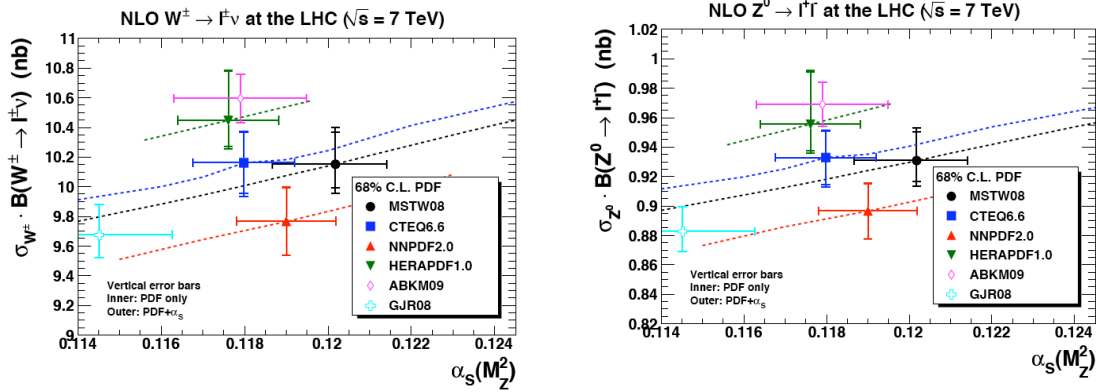 NLO W± → l±ν at the LHC (√s = 7 TeV)
σW± · B(W± → l±ν) (nb)
11
10.8
10.6
10.4
10.2
10
9.8
9.6
9.4
9.2
9
68% C.L. PDF
MSTW08
CTEQ6.6
NNPDF2.0
HERAPDF1.0
ABKM09
GJR08
Vertical error bars
Inner: PDF only
Outer: PDF+αS
0.114 0.116 0.118 0.12 0.122 0.124
αS(M²Z)
NLO Z⁰ → l⁺l⁻ at the LHC (√s = 7 TeV)
σZ⁰ · B(Z⁰ → l⁺l⁻) (nb)
1.02
1
0.98
0.96
0.94
0.92
0.9
0.88
0.86
0.84
0.82
68% C.L. PDF
MSTW08
CTEQ6.6
NNPDF2.0
HERAPDF1.0
ABKM09
GJR08
Vertical error bars
Inner: PDF only
Outer: PDF+αS
0.114 0.116 0.118 0.12 0.122 0.124
αS(M²Z)